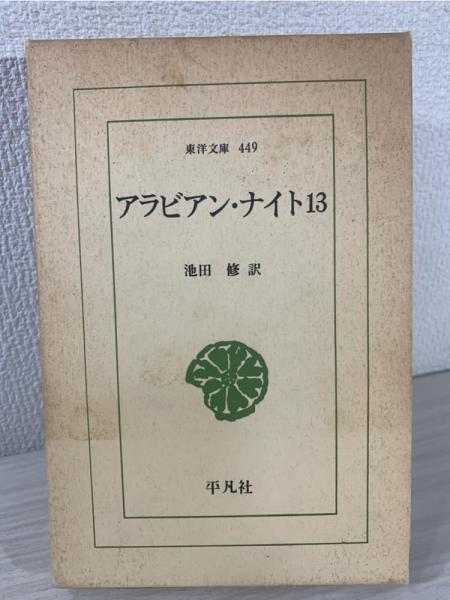 東洋文庫 449
アラビアン・ナイト13
池田 修 訳
平凡社